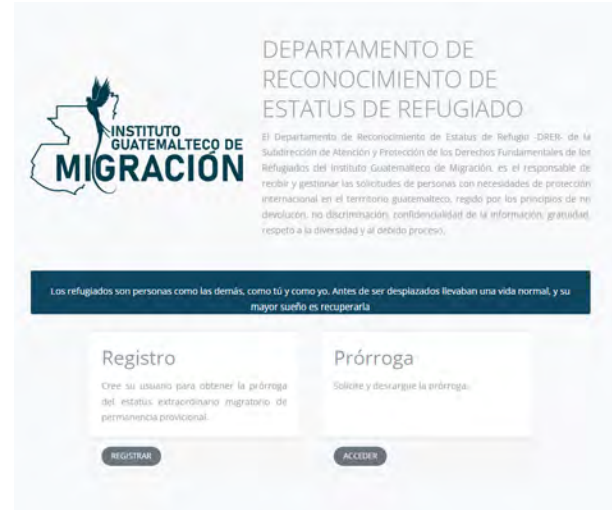 INSTITUTO
GUATEMALTECO DE
MIGRACIÓN
DEPARTAMENTO DE
RECONOCIMIENTO DE
ESTATUS DE REFUGIADO
El Departamento de Reconocimiento de Estatus de Refugio -DRER- de la
Subdirección de Atención y Protección de los Derechos Fundamentales de los
Refugiados del Instituto Guatemalteco de Migración, es el responsable de
recibir y gestionar las solicitudes de personas con necesidades de protección
internacional en el territorio guatemalteco, regido por los principios de no
devolucón, no discriminación, confidencialidad de la información, gratuidad,
respeto a la diversidad y al debido proceso.
Los refugiados son personas como las demás, como tú y como yo. Antes de ser desplazados llevaban una vida normal, y su
mayor sueño es recuperarla
Registro
Cree su usuario para obtener la prórroga
del estatus extraordinario migratorio de
permanencia provicional.
REGISTRAR
Prórroga
Solicite y descargue la prórroga.
ACCEDER